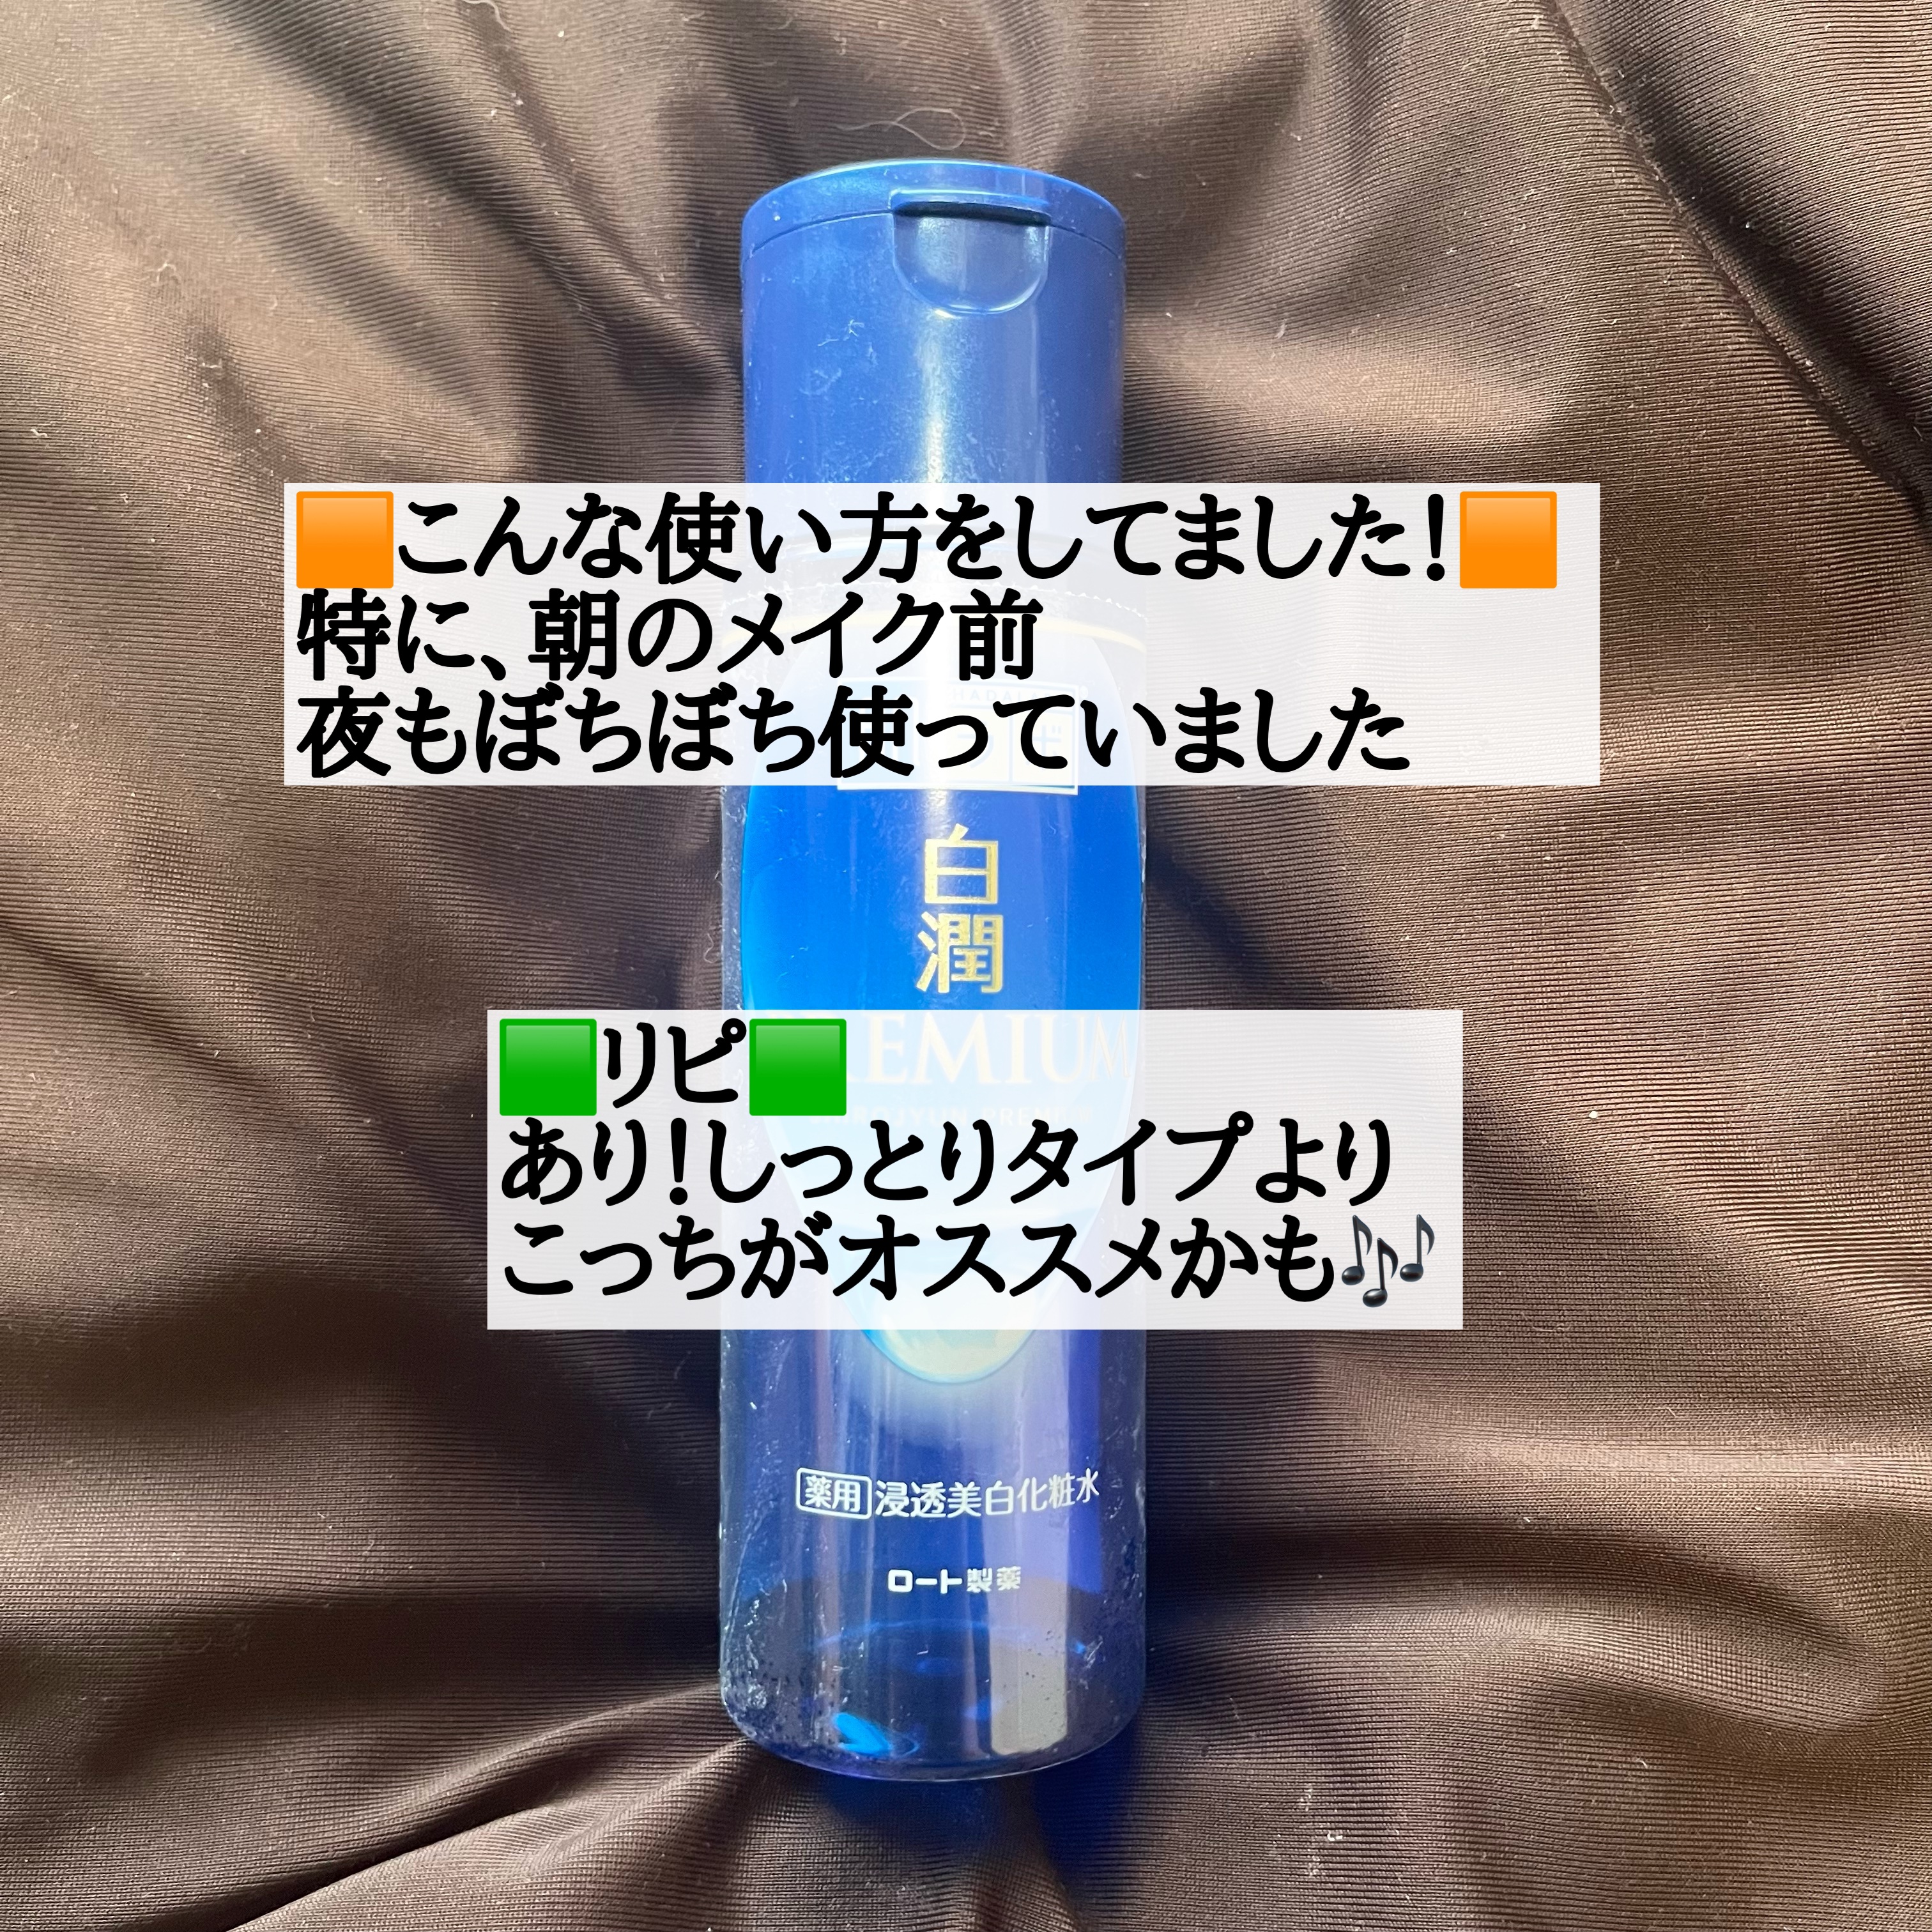 🟧こんな使い方をしてました！🟧
特に、朝のメイク前
夜もぼちぼち使っていました
白潤
🟩リピ🟩
EMIUM
あり！しっとりタイプより
こっちがオススメかも🎶
薬用 浸透美白化粧水
ロート製薬